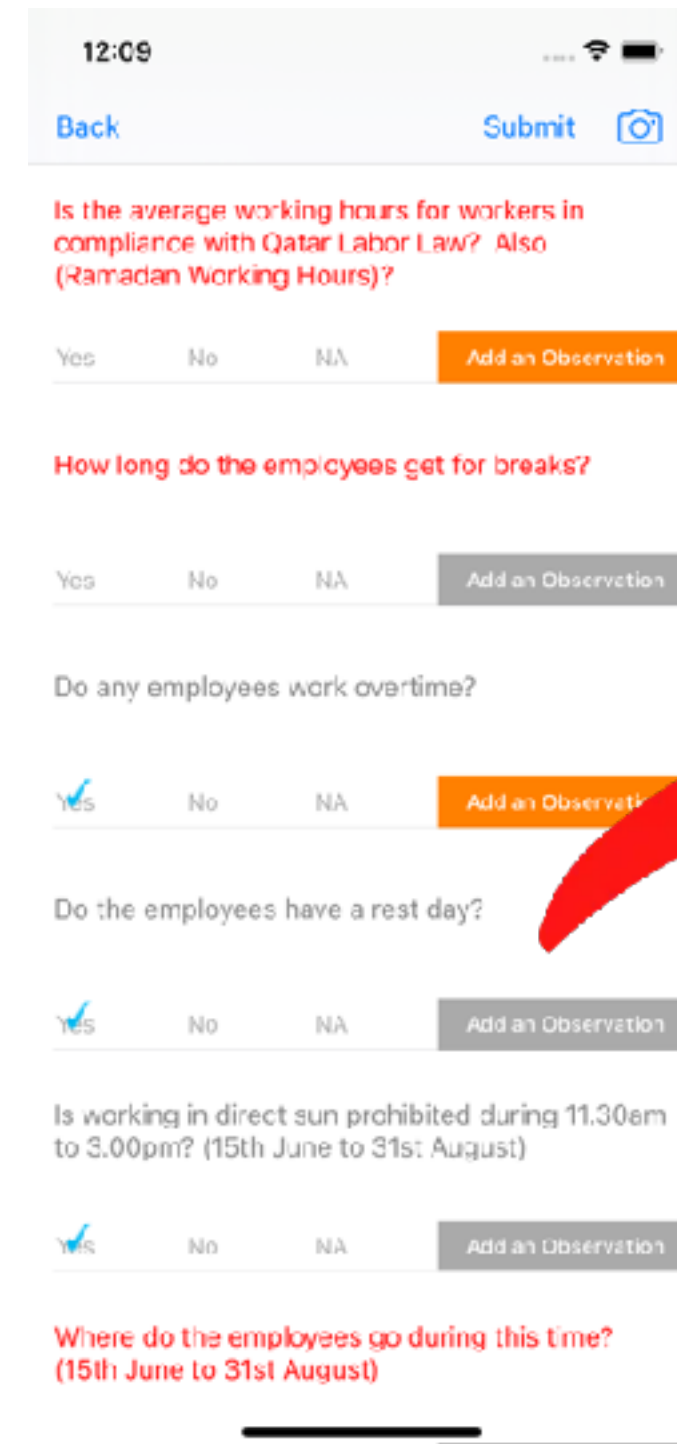 12:09
Back Submit
Is the average working hours for workers in
compliance with Qatar Labor Law? Also
(Ramadan Working Hours)?
Yes No NA Add an Observation
How long do the employees get for breaks?
Yes No NA Add an Observation
Do any employees work overtime?
Yes No NA Add an Observation
Do the employees have a rest day?
Yes No NA Add an Observation
Is working in direct sun prohibited during 11.30am
to 3.00pm? (15th June to 31st August)
Yes No NA Add an Observation
Where do the employees go during this time?
(15th June to 31st August)